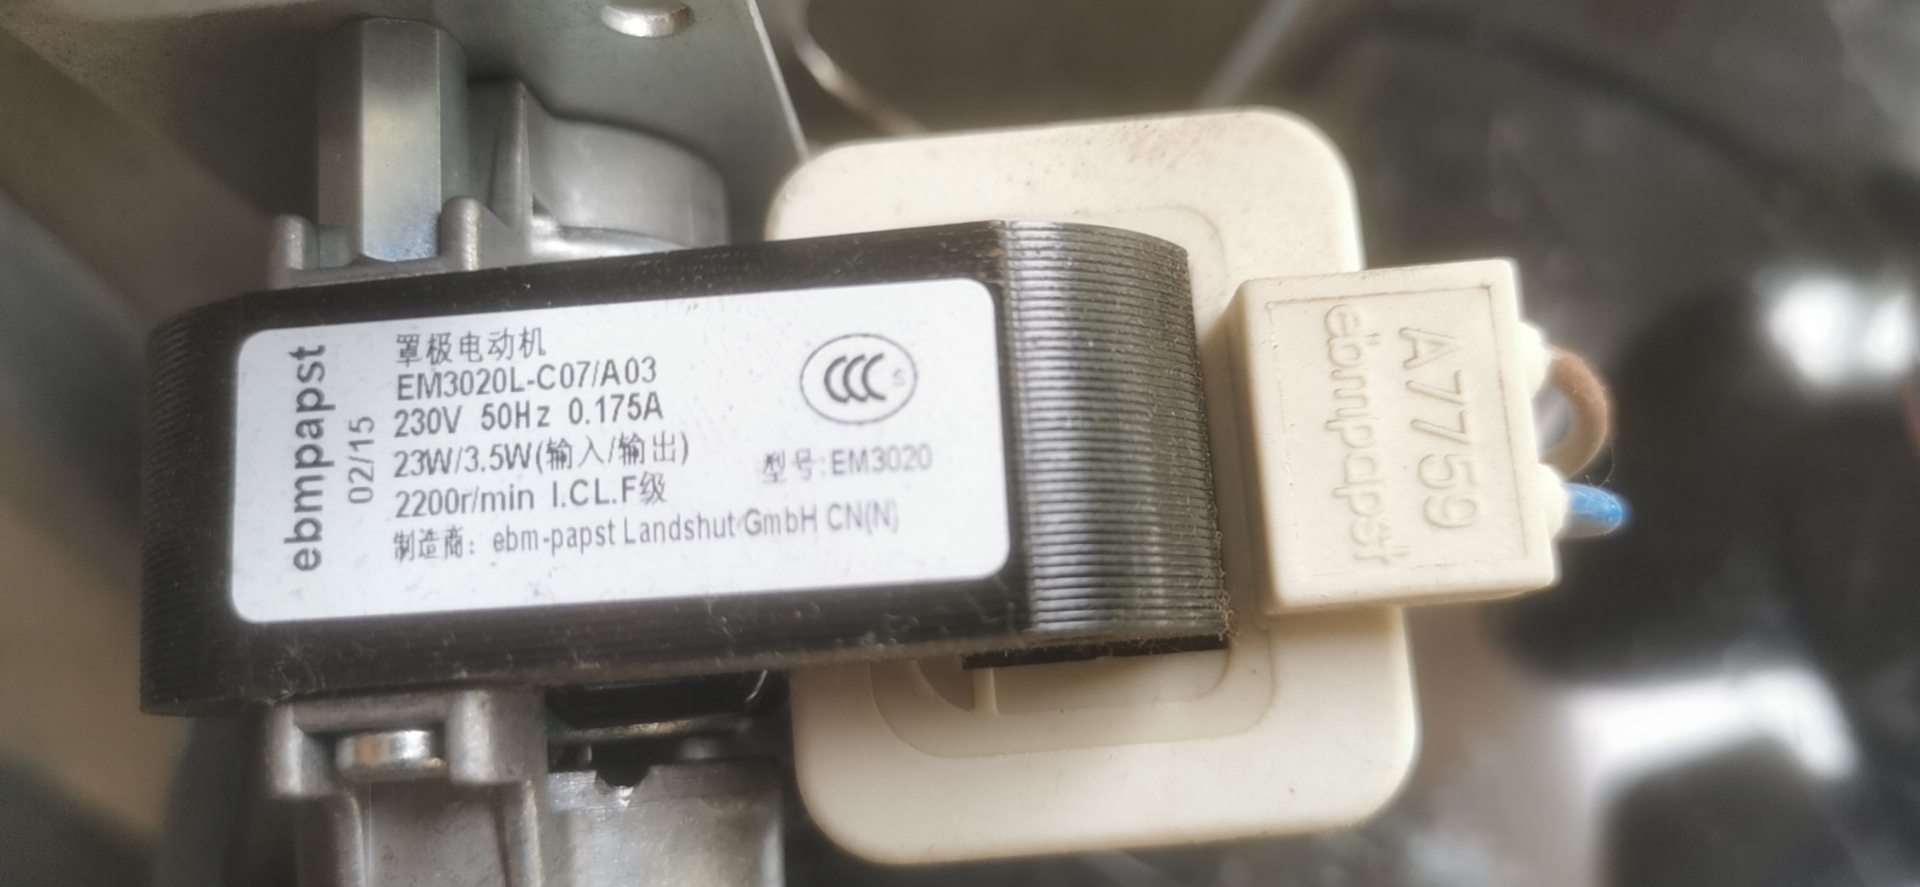 ebmpapst
02/15
罩极电动机
EM3020L-C07/A03
230V 50Hz 0.175A
23W/3.5W(输入/输出)
2200r/min I.CL.F级
制造商: ebm-papst Landshut GmbH CN(N)
CCC S
型号:EM3020
A7759
ebmpapst